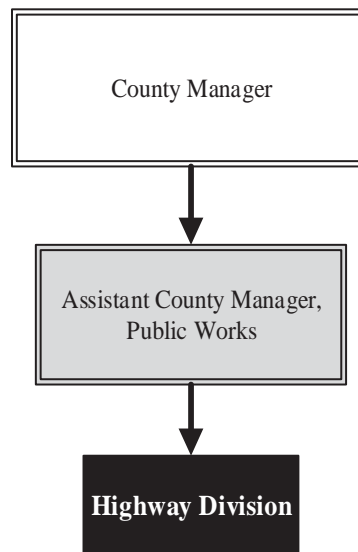 County Manager
Assistant County Manager,
Public Works
Highway Division